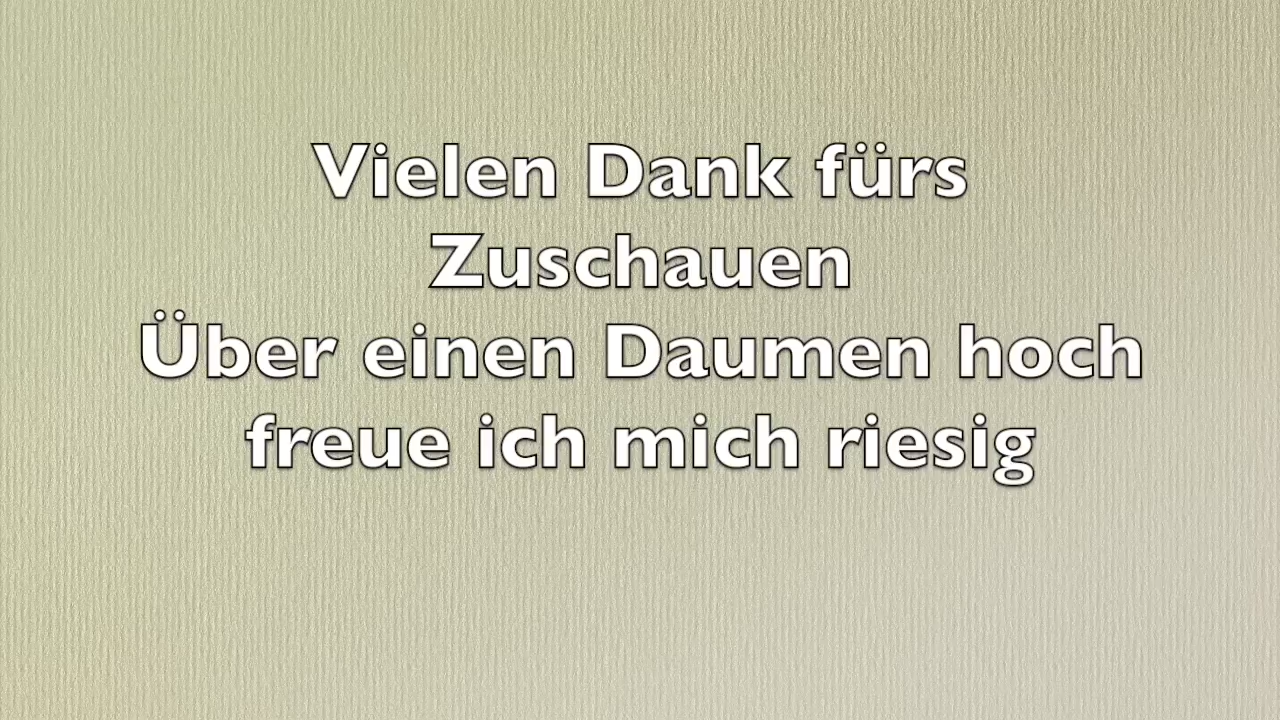 Vielen Dank fürs
Zuschauen
Über einen Daumen hoch
freue ich mich riesig